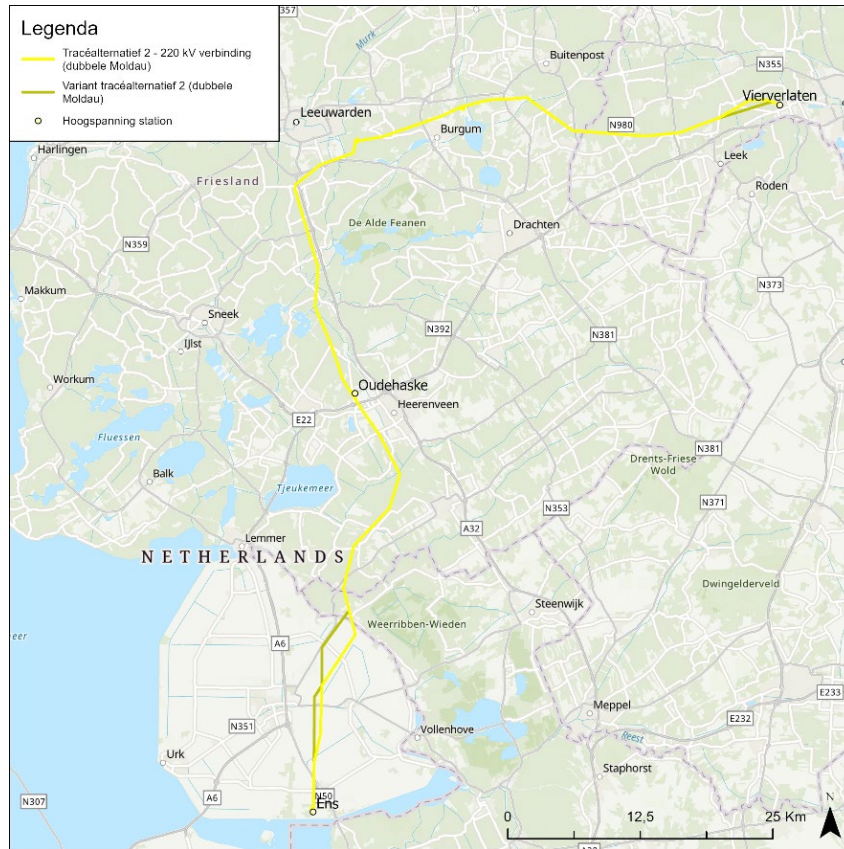 Legenda
Tracéalternatief 2 - 220 kV verbinding
(dubbele Moldau)
Variant tracéalternatief 2 (dubbele
Moldau)
Hoogspanning station
N357
Murk
Buitenpost
N355
Vierverlaten
Leeuwarden
Burgum
N980
Harlingen
Leek
Friesland
Roden
De Alde Feanen
Drachten
N359
N373
Makkum
Sneek
N392
N381
IJlst
Workum
Oudehaske
Heerenveen
E22
Fluessen
N381
Drents-Friese
Wold
Balk
Tjeukemeer
N371
N353
A32
Lemmer
NETHERLANDS
Dwingelderveld
Steenwijk
Weerribben-Wieden
A6
E233
Meppel
N351
E232
Vollenhove
Reest
Urk
Staphorst
N307
A6
N50
Ens
N
0
12,5
25 Km